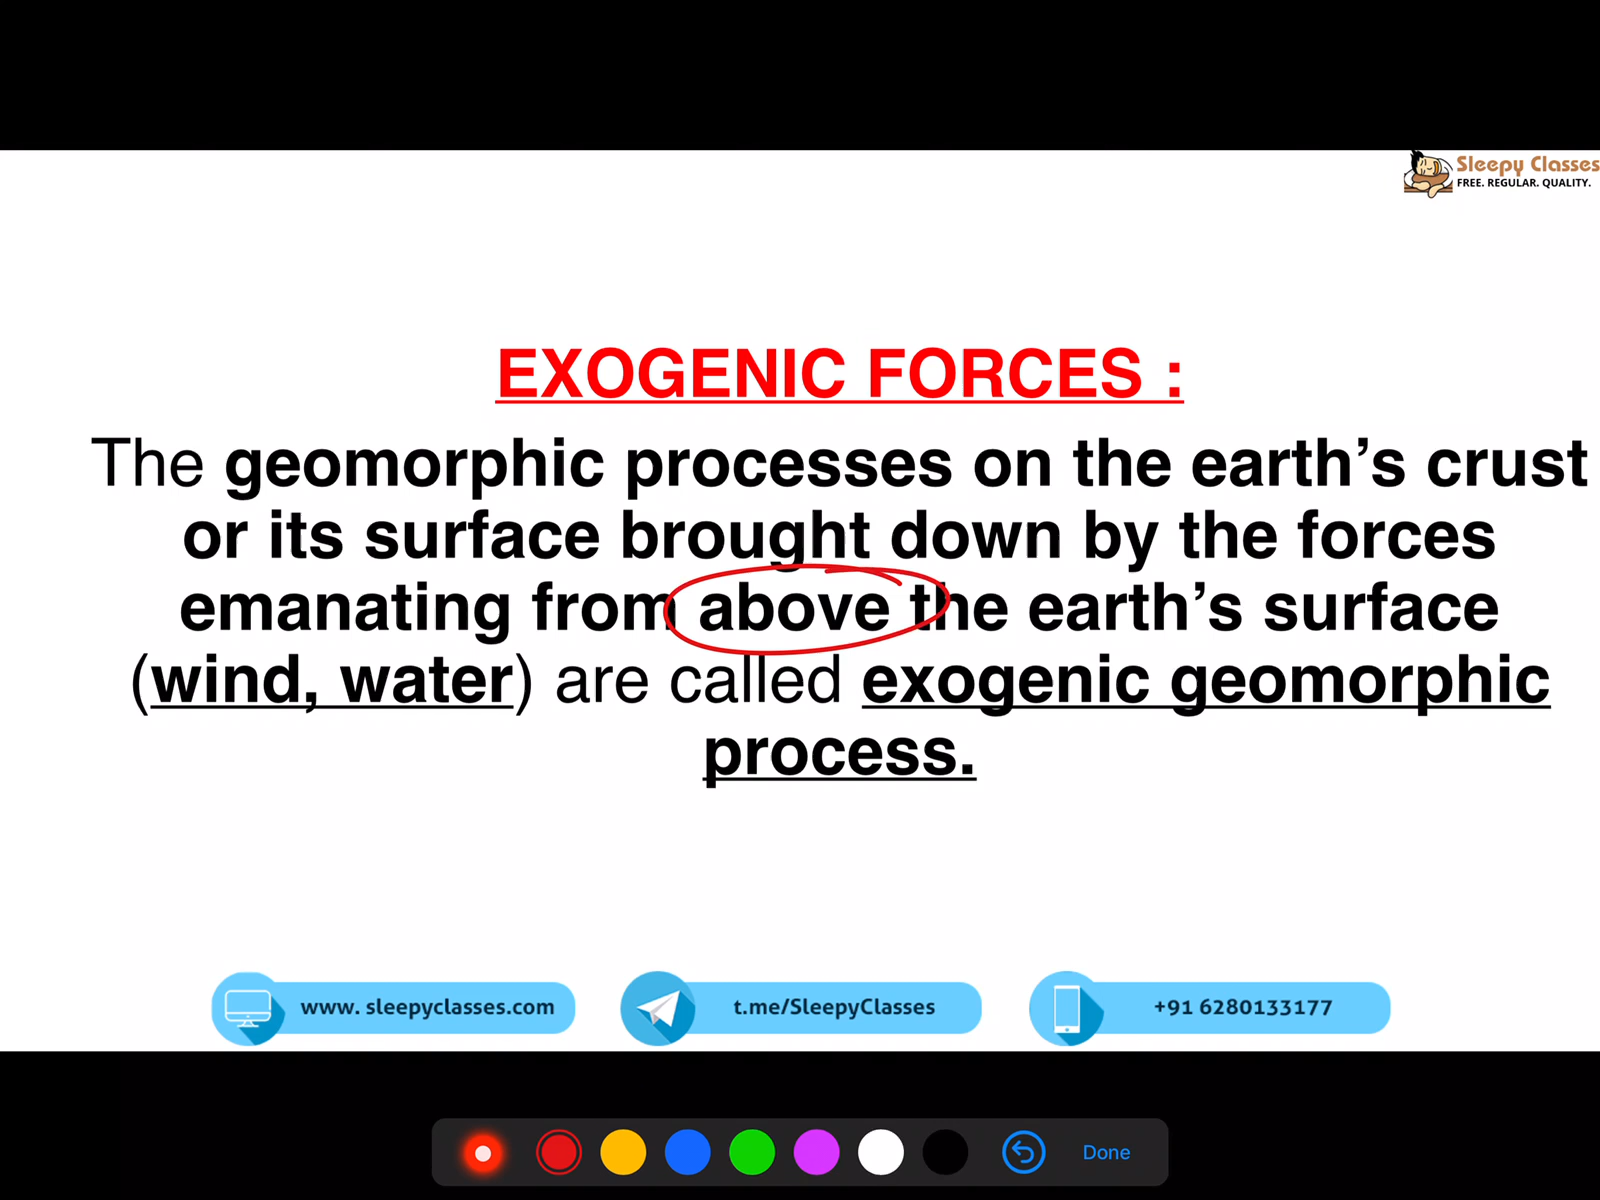 Sleepy Classes
FREE. REGULAR. QUALITY.
EXOGENIC FORCES :
The geomorphic processes on the earth’s crust
or its surface brought down by the forces
emanating from above the earth’s surface
(wind, water) are called exogenic geomorphic
process.
www. sleepyclasses.com
t.me/SleepyClasses
+91 6280133177
Done